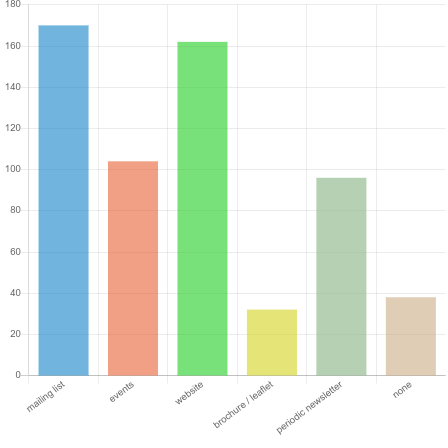 180
160
140
120
100
80
60
40
20
0
mailing list
events
website
brochure / leaflet
periodic newsletter
none